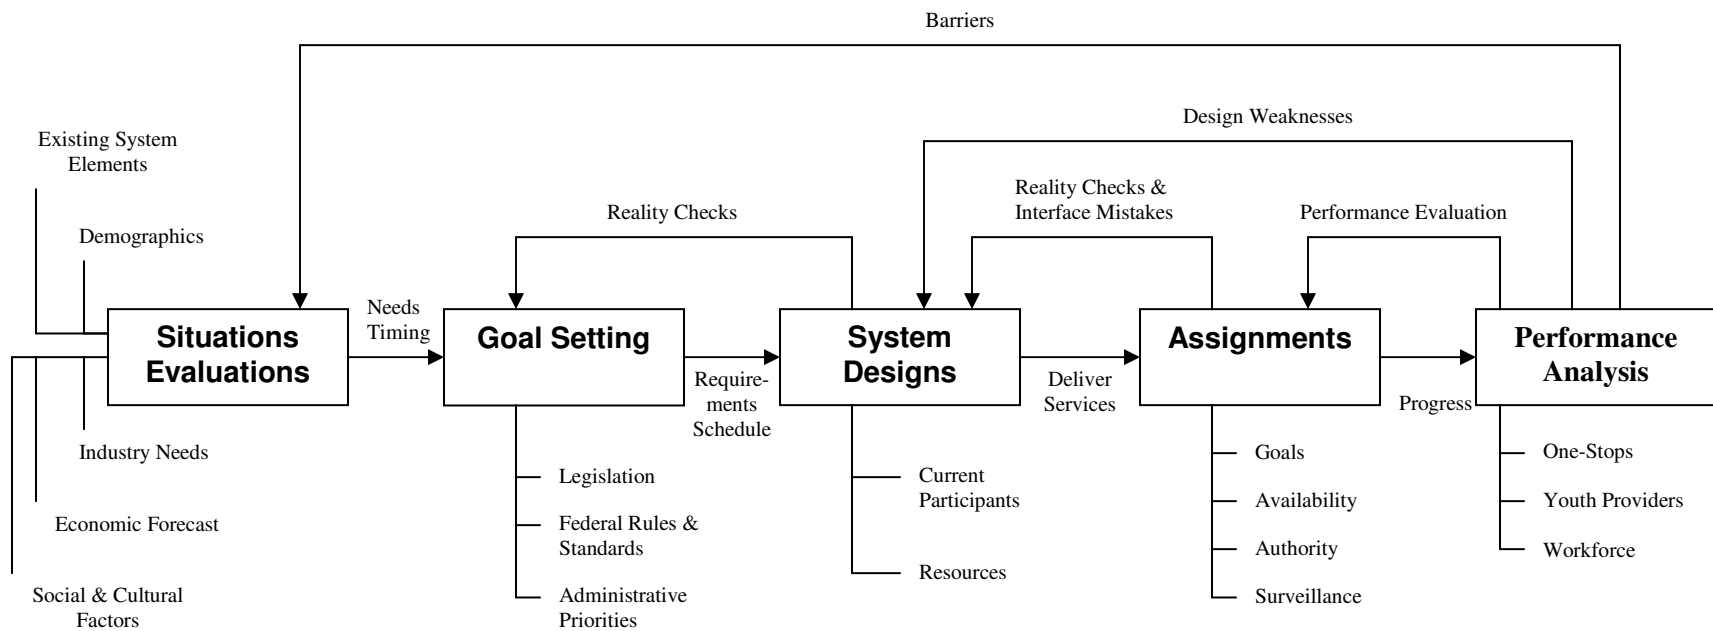 Barriers
Design Weaknesses
Existing System
Elements
Reality Checks &
Interface Mistakes
Reality Checks
Performance Evaluation
Demographics
Needs
Timing
Situations
Evaluations
Goal Setting
System
Designs
Assignments
Performance
Analysis
Require-
ments
Schedule
Deliver
Services
Progress
Industry Needs
Economic Forecast
Social & Cultural
Factors
Legislation
Federal Rules &
Standards
Administrative
Priorities
Current
Participants
Resources
Goals
Availability
Authority
Surveillance
One-Stops
Youth Providers
Workforce